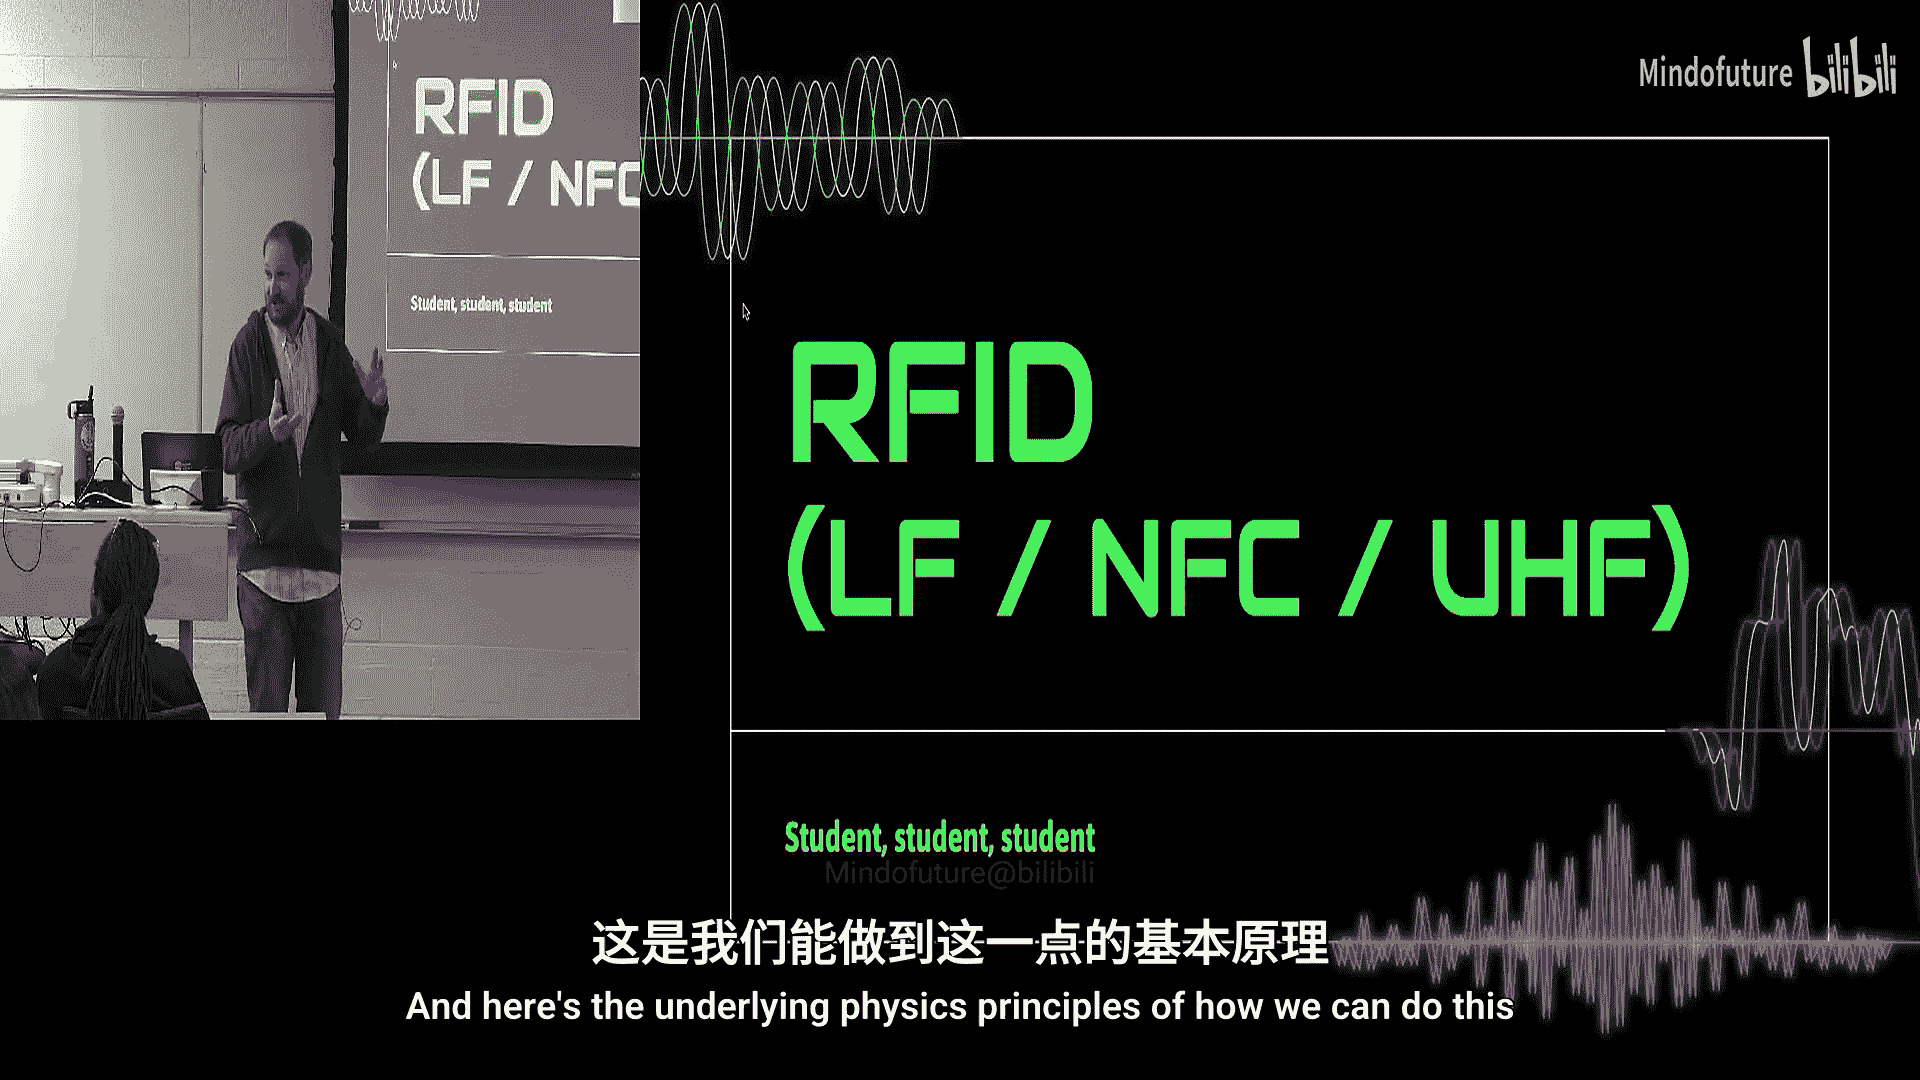 RFID
(LF / NFC
Student, student, student
Mindofuture bilibili
RFID
(LF / NFC / UHF)
Student, student, student
Mindofuture@bilibili
这是我们能做到这一点的基本原理
And here's the underlying physics principles of how we can do this